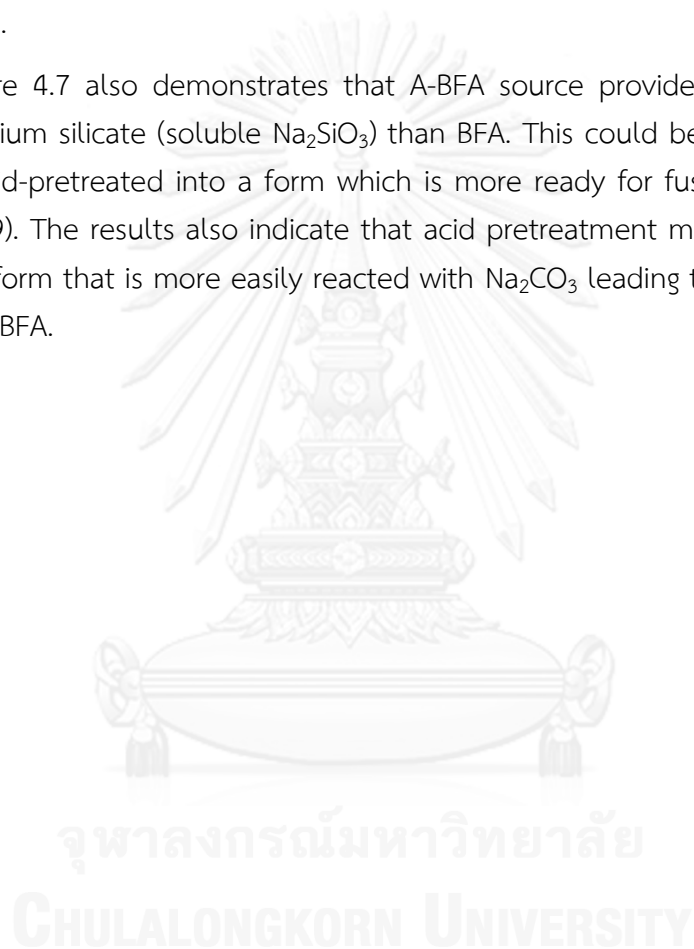 .
re 4.7 also demonstrates that A-BFA source provide
ium silicate (soluble Na₂SiO₃) than BFA. This could be
d-pretreated into a form which is more ready for fus
9). The results also indicate that acid pretreatment m
form that is more easily reacted with Na₂CO₃ leading t
BFA.
จุฬาลงกรณ์มหาวิทยาลัย
CHULALONGKORN UNIVERSITY